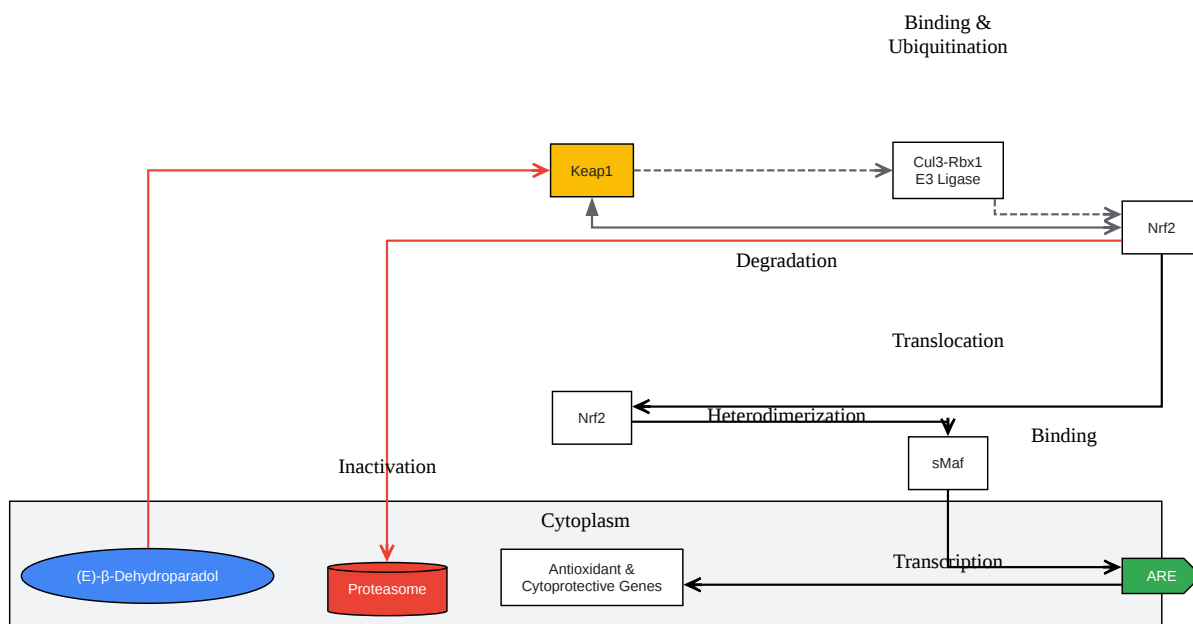 Binding &
Ubiquitination
Keap1
Cul3-Rbx1
E3 Ligase
Nrf2
Degradation
Translocation
Nrf2
Heterodimerization
Binding
sMaf
Inactivation
Cytoplasm
(E)-β-Dehydroparadol
Proteasome
Antioxidant &
Cytoprotective Genes
Transcription
ARE